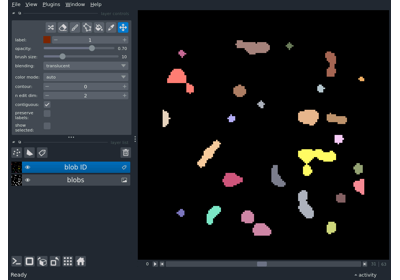 File View Plugins Window Help
label: 1
opacity: 0.70
brush size: 10
blending: translucent
color mode: auto
contour: 0
n edit dim: 2
contiguous: ✓
preserve labels:
show selected:
blob ID
blobs
0
activity